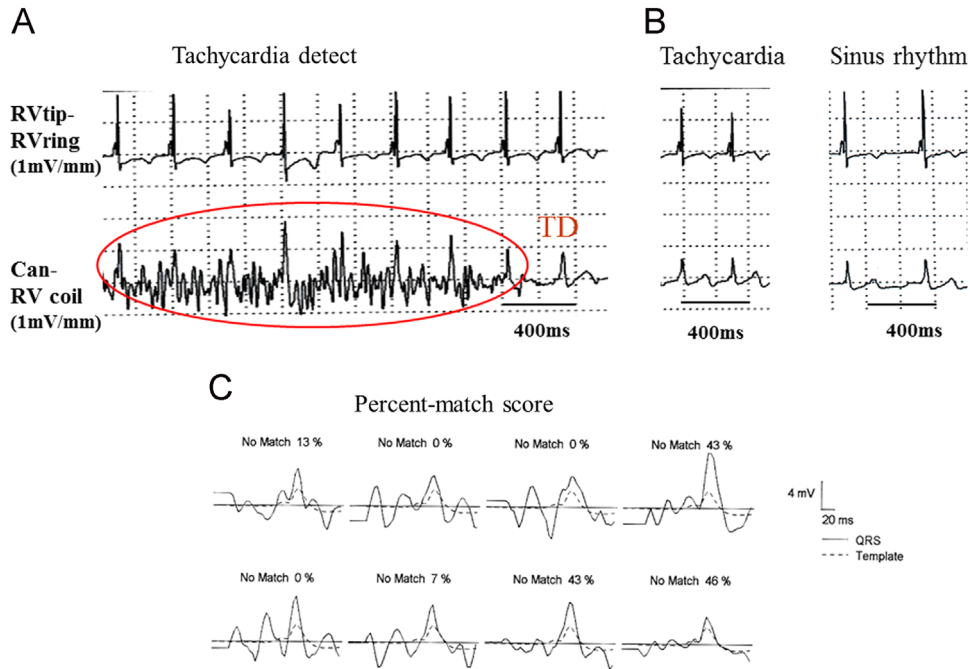 A
Tachycardia detect
RVtip-
RVring
(1mV/mm)
Can-
RV coil
(1mV/mm)
TD
400ms
B
Tachycardia
Sinus rhythm
400ms
400ms
C
Percent-match score
No Match 13 %
No Match 0 %
No Match 0 %
No Match 43 %
4 mV
20 ms
QRS
Template
No Match 0 %
No Match 7 %
No Match 43 %
No Match 46 %